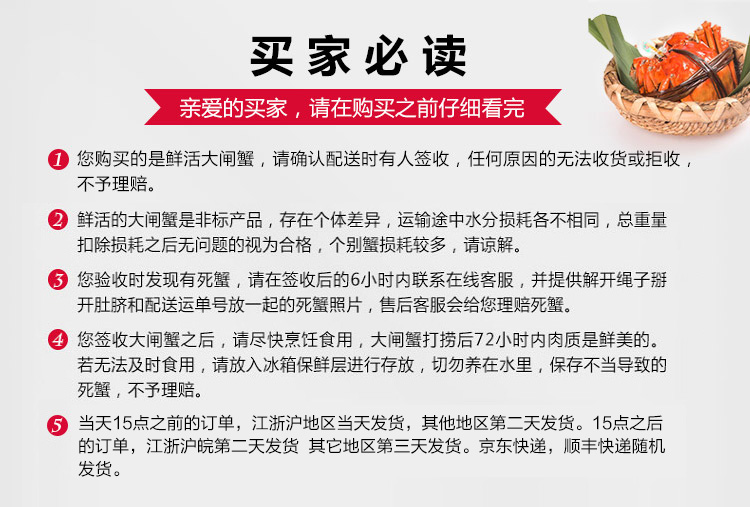 买家必读
亲爱的买家，请在购买之前仔细看完
1 您购买的是鲜活大闸蟹，请确认配送时有人签收，任何原因的无法收货或拒收，
不予理赔。
2 鲜活的大闸蟹是非标产品，存在个体差异，运输途中水分损耗各不相同，总重量
扣除损耗之后无问题的视为合格，个别蟹损耗较多，请谅解。
3 您验收时发现有死蟹，请在签收后的6小时内联系在线客服，并提供解开绳子掰
开肚脐和配送运单号放一起的死蟹照片，售后客服会给您理赔死蟹。
4 您签收大闸蟹之后，请尽快烹饪食用，大闸蟹打捞后72小时内肉质是鲜美的。
若无法及时食用，请放入冰箱保鲜层进行存放，切勿养在水里，保存不当导致的
死蟹，不予理赔。
5 当天15点之前的订单，江浙沪地区当天发货，其他地区第二天发货。15点之后
的订单，江浙沪皖第二天发货 其它地区第三天发货。京东快递，顺丰快递随机
发货。